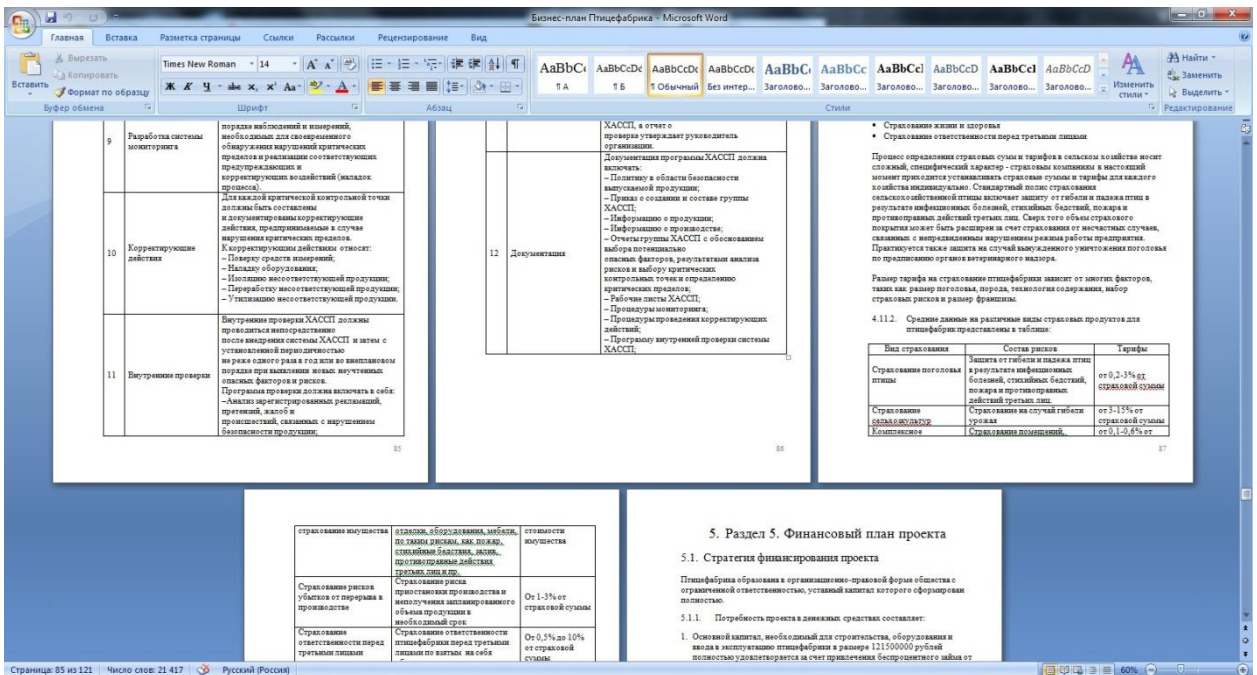 Бизнес-план Птицефабрика - Microsoft Word
Главная Вставка Разметка страницы Ссылки Рассылки Рецензирование Вид
Вставить
Вырезать
Копировать
Формат по образцу
Буфер обмена
Times New Roman 14
Ж К Ч abc x, x² Aa
Шрифт
Абзац
AaBbCc AaBbCcDc AaBbCcDc AaBbCcDc AaBbC AaBbCc AaBbCcl AaBbCcD AaBbCcl AaBbCcD
¶ А ¶ Б ¶ Обычный Без интер... Заголово... Заголово... Заголово... Заголово... Заголово... Заголово...
Изменить стили
Стили
Найти
Заменить
Выделить
Редактирование
9 Разработка системы мониторинга
порядке наблюдений и измерений,
необходимых для своевременного
обнаружения нарушений критических
пределов и реализации соответствующих
предупреждающих и
корректирующих воздействий (наладок
процесса).
10 Корректирующие действия
Для каждой критической контрольной точки
должны быть составлены
и документированы корректирующие
действия, предпринимаемые в случае
нарушения критических пределов.
К корректирующим действиям относят:
– Поверку средств измерений;
– Наладку оборудования;
– Изоляцию несоответствующей продукции;
– Переработку несоответствующей продукции;
– Утилизацию несоответствующей продукции.
11 Внутренние проверки
Внутренние проверки ХАССП должны
проводиться непосредственно
после внедрения системы ХАССП и затем с
установленной периодичностью
не реже одного раза в год или во внеплановом
порядке при выявлении новых неучтенных
опасных факторов и рисков.
Программа проверки должна включать в себя:
–Анализ зарегистрированных рекламаций,
претензий, жалоб и
происшествий, связанных с нарушением
безопасности продукции;
85
ХАССП, а отчет о
проверке утверждает руководитель
организации.
12 Документация
Документация программы ХАССП должна
включать:
– Политику в области безопасности
выпускаемой продукции;
– Приказ о создании и составе группы
ХАССП;
– Информацию о продукции;
– Информацию о производстве;
– Отчеты группы ХАССП с обоснованием
выбора потенциально
опасных факторов, результатами анализа
рисков и выбору критических
контрольных точек и определению
критических пределов;
– Рабочие листы ХАССП;
– Процедуры мониторинга;
– Процедуры проведения корректирующих
действий;
– Программу внутренней проверки системы
ХАССП;
86
• Страхование жизни и здоровья
• Страхование ответственности перед третьими лицами
Процесс определения страховых сумм и тарифов в сельском хозяйстве носит
сложный, специфический характер - страховым компаниям в настоящий
момент приходится устанавливать страховые суммы и тарифы для каждого
хозяйства индивидуально. Стандартный полис страхования
сельскохозяйственной птицы включает защиту от гибели и падежа птиц в
результате инфекционных болезней, стихийных бедствий, пожара и
противоправных действий третьих лиц. Сверх того объем страхового
покрытия может быть расширен за счет страхования от несчастных случаев,
связанных с непредвиденным нарушением режима работы предприятия.
Практикуется также защита на случай вынужденного уничтожения поголовья
по предписанию органов ветеринарного надзора.
Размер тарифа на страхование птицефабрики зависит от многих факторов,
таких как размер поголовья, порода, технология содержания, набор
страховых рисков и размер франшизы.
4.11.2. Средние данные на различные виды страховых продуктов для
птицефабрик представлены в таблице:
Вид страхования Состав рисков Тарифы
Страхование поголовья птицы
Защита от гибели и падежа птиц
в результате инфекционных
болезней, стихийных бедствий,
пожара и противоправных
действий третьих лиц.
от 0,2-3% от
страховой суммы
Страхование сельхозкультур
Страхование на случай гибели
урожая
от 3-15% от
страховой суммы
Комплексное Страхование помещений, от 0,1-0,6% от
87
страхование имущества
отделки, оборудования, мебели,
по таким рискам, как пожар,
стихийные бедствия, залив,
противоправные действия
третьих лиц и пр.
стоимости
имущества
Страхование рисков
убытков от перерыва в
производстве
Страхование риска
приостановки производства и
неполучения запланированного
объема продукции в
необходимый срок
От 1-3% от
страховой суммы
Страхование
ответственности перед
третьими лицами
Страхование ответственности
птицефабрики перед третьими
лицами по взятым на себя
От 0,5% до 10%
от страховой
суммы
5. Раздел 5. Финансовый план проекта
5.1. Стратегия финансирования проекта
Птицефабрика образована в организационно-правовой форме общества с
ограниченной ответственностью, уставный капитал которого сформирован
полностью.
5.1.1. Потребность проекта в денежных средствах составляет:
1. Основной капитал, необходимый для строительства, оборудования и
ввода в эксплуатацию птицефабрики в размере 121500000 рублей
полностью удовлетворяется за счет привлечения беспроцентного займа от
Страница: 85 из 121 Число слов: 21 417 Русский (Россия) 60%